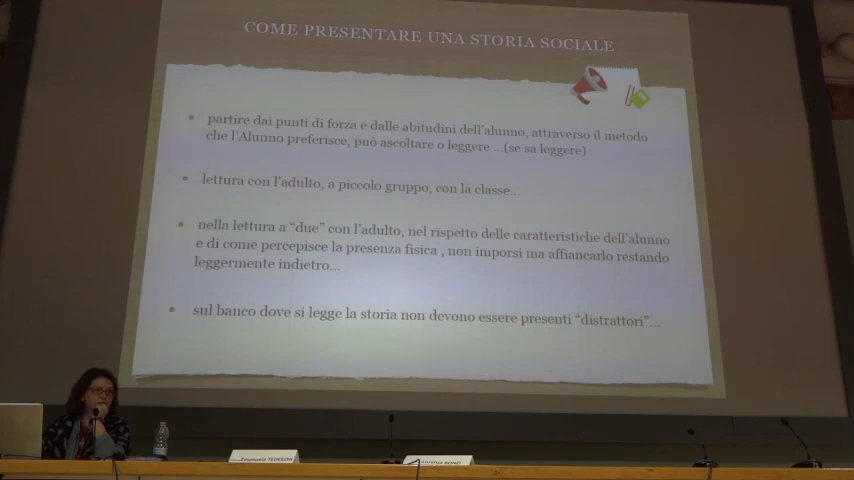 COME PRESENTARE UNA STORIA SOCIALE
• partire dai punti di forza e dalle abitudini dell'alunno, attraverso il metodo
che l'Alunno preferisce, può ascoltare o leggere ...(se sa leggere)
• lettura con l'adulto, a piccolo gruppo, con la classe...
• nella lettura a "due" con l'adulto, nel rispetto delle caratteristiche dell'alunno
e di come percepisce la presenza fisica , non imporsi ma affiancarlo restando
leggermente indietro...
• sul banco dove si legge la storia non devono essere presenti "distrattori"...
Emanuela TEDESCHI